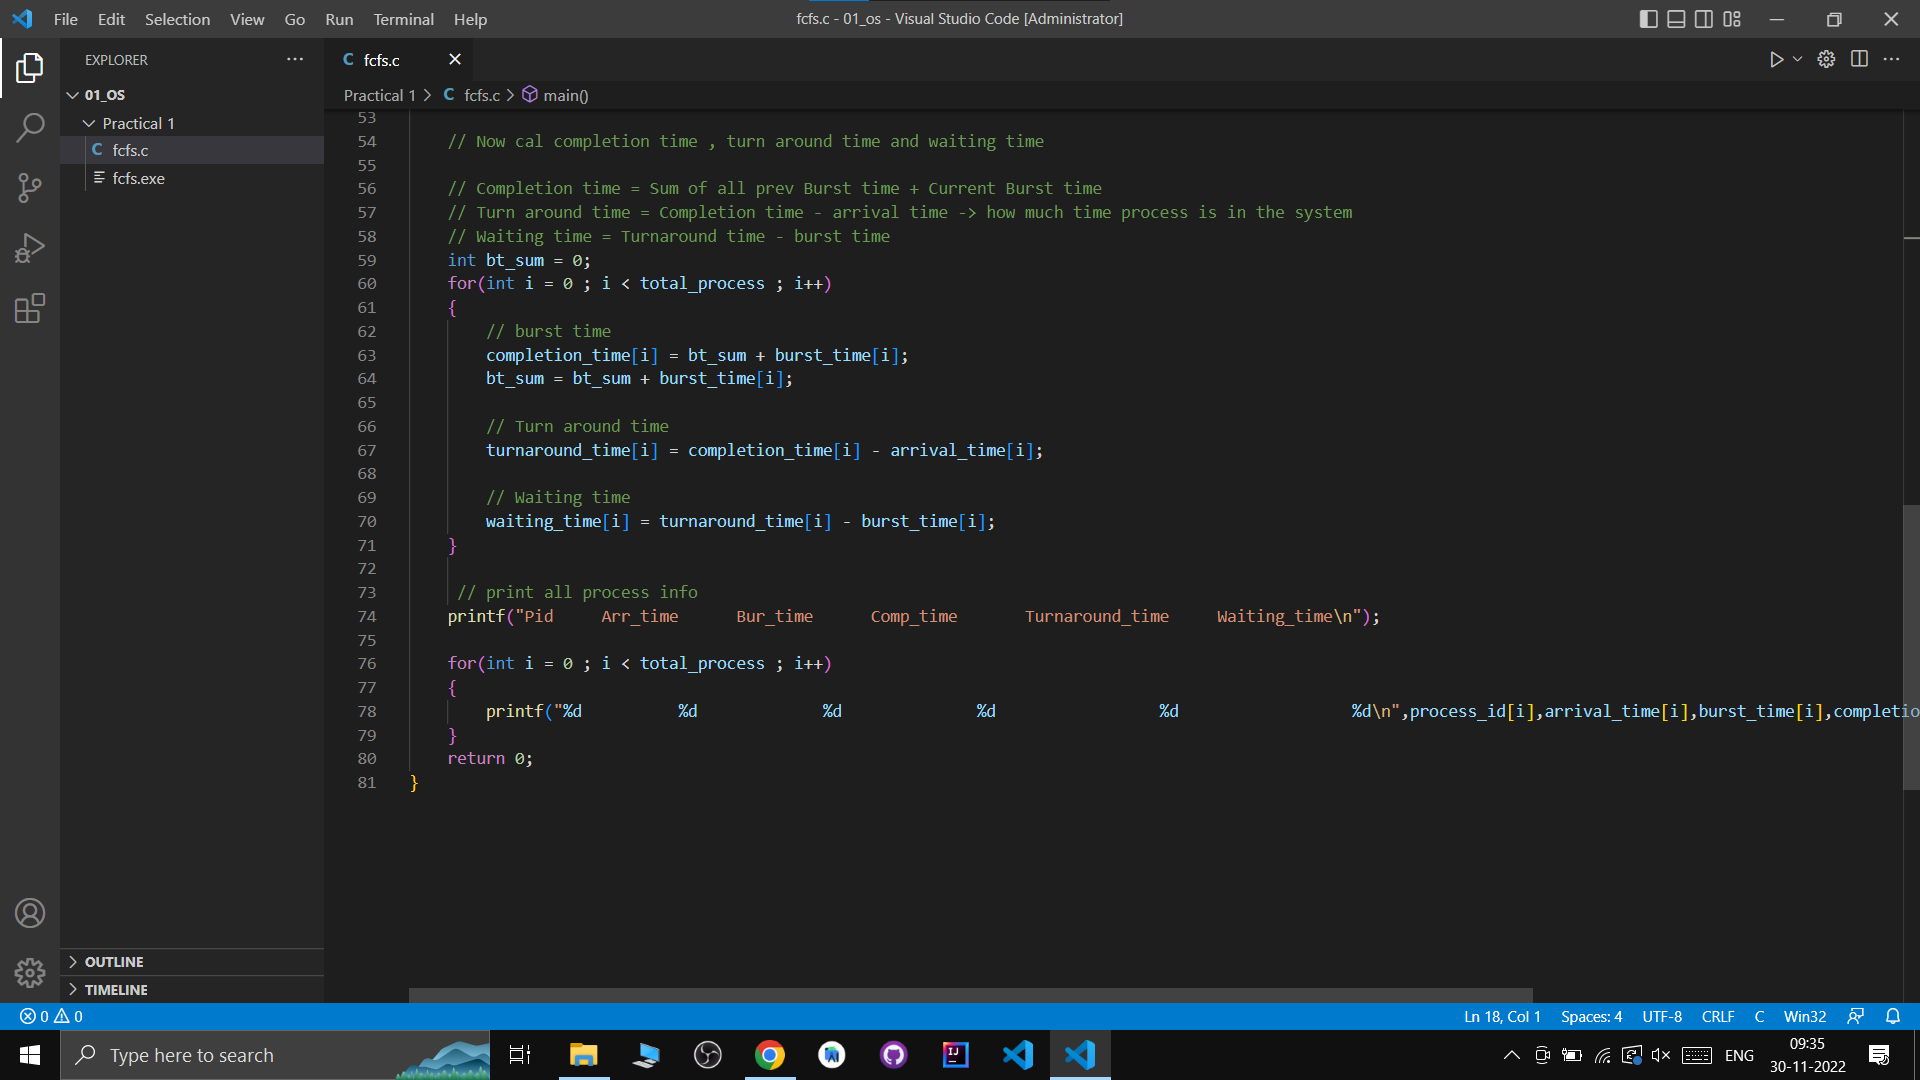 File Edit Selection View Go Run Terminal Help
fcfs.c - 01_os - Visual Studio Code [Administrator]
EXPLORER
01_OS
Practical 1
C fcfs.c
fcfs.exe
OUTLINE
TIMELINE
C fcfs.c
Practical 1 > C fcfs.c > main()
53
54 // Now cal completion time , turn around time and waiting time
55
56 // Completion time = Sum of all prev Burst time + Current Burst time
57 // Turn around time = Completion time - arrival time -> how much time process is in the system
58 // Waiting time = Turnaround time - burst time
59 int bt_sum = 0;
60 for(int i = 0 ; i < total_process ; i++)
61 {
62 // burst time
63 completion_time[i] = bt_sum + burst_time[i];
64 bt_sum = bt_sum + burst_time[i];
65
66 // Turn around time
67 turnaround_time[i] = completion_time[i] - arrival_time[i];
68
69 // Waiting time
70 waiting_time[i] = turnaround_time[i] - burst_time[i];
71 }
72
73 // print all process info
74 printf("Pid     Arr_time      Bur_time      Comp_time       Turnaround_time     Waiting_time\n");
75
76 for(int i = 0 ; i < total_process ; i++)
77 {
78 printf("%d          %d             %d              %d                 %d                  %d\n",process_id[i],arrival_time[i],burst_time[i],completio
79 }
80 return 0;
81 }
0 0
Ln 18, Col 1 Spaces: 4 UTF-8 CRLF C Win32
Type here to search
ENG
09:35
30-11-2022